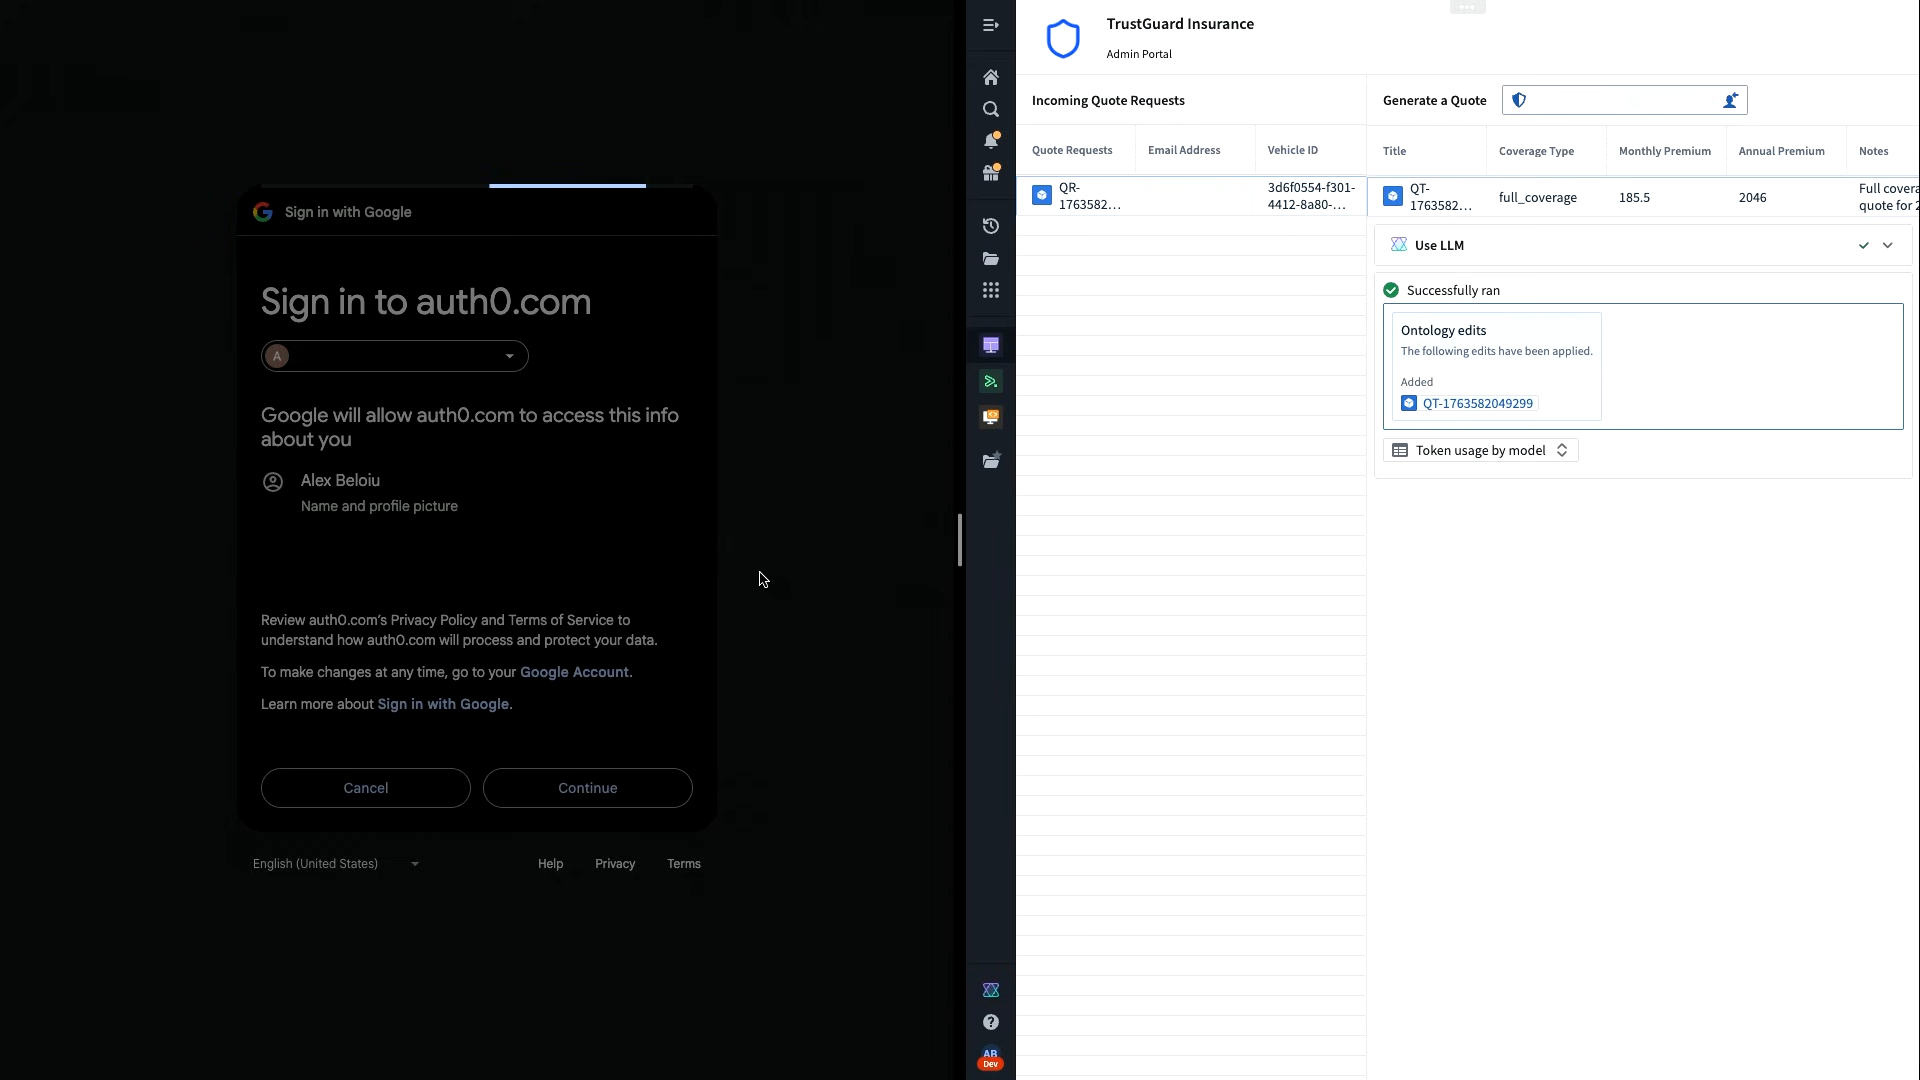 Sign in with Google
Sign in to auth0.com
A
Google will allow auth0.com to access this info
about you
Alex Beloiu
Name and profile picture
Review auth0.com's Privacy Policy and Terms of Service to
understand how auth0.com will process and protect your data.
To make changes at any time, go to your Google Account.
Learn more about Sign in with Google.
Cancel
Continue
English (United States)
Help
Privacy
Terms
AB
Dev
TrustGuard Insurance
Admin Portal
Incoming Quote Requests
Quote Requests
Email Address
Vehicle ID
QR-
1763582...
3d6f0554-f301-
4412-8a80-...
Generate a Quote
Title
Coverage Type
Monthly Premium
Annual Premium
Notes
QT-
1763582...
full_coverage
185.5
2046
Full covera
quote for 2
Use LLM
Successfully ran
Ontology edits
The following edits have been applied.
Added
QT-1763582049299
Token usage by model